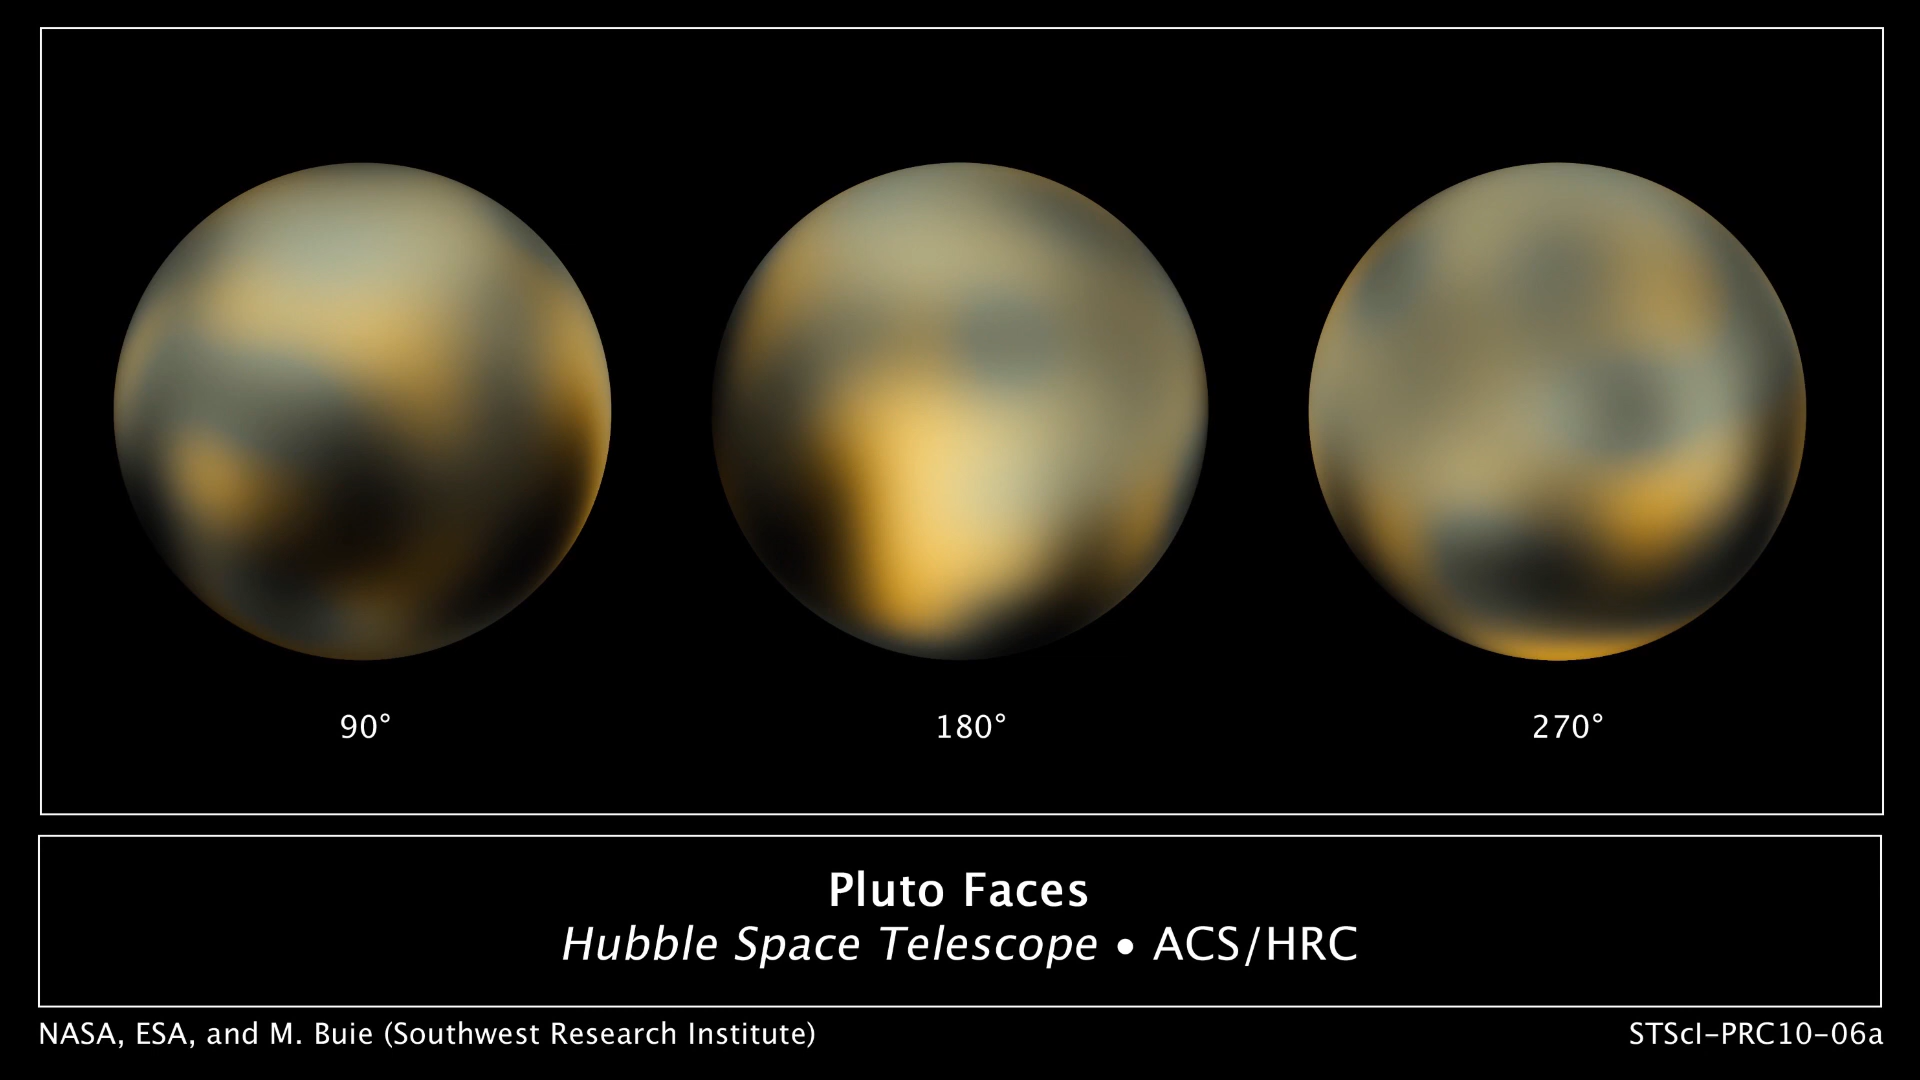 90°
180°
270°
Pluto Faces
Hubble Space Telescope • ACS/HRC
NASA, ESA, and M. Buie (Southwest Research Institute)
STScI-PRC10-06a